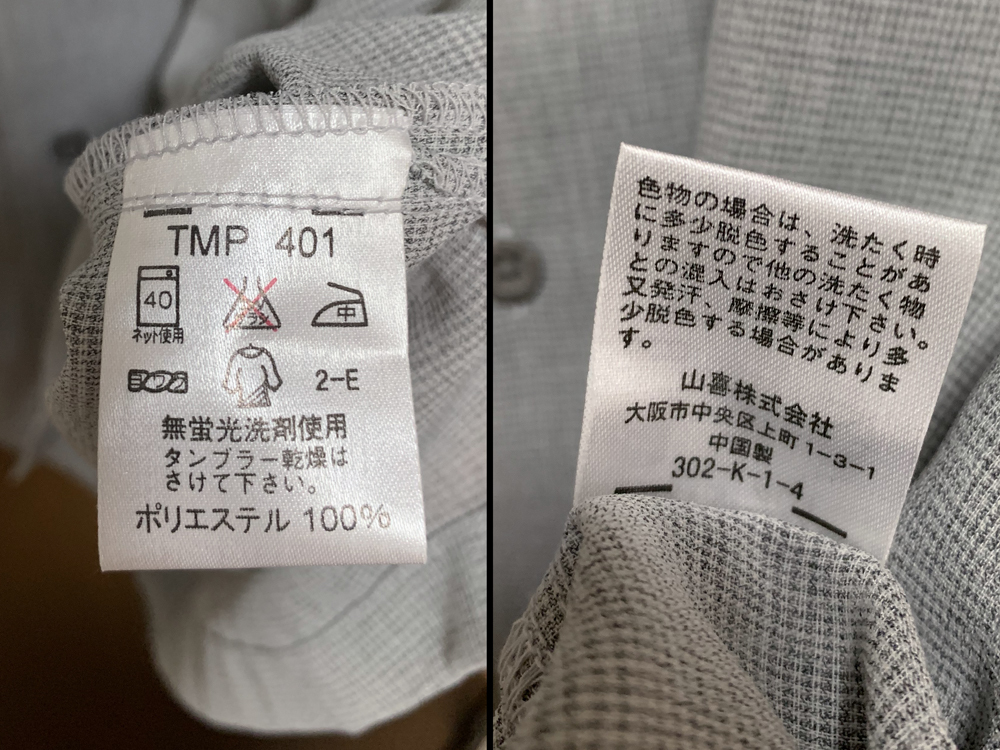 TMP 401
40
ネット使用
エンソサラシ
中
2-E
無蛍光洗剤使用
タンブラー乾燥は
さけて下さい。
ポリエステル 100%
色物の場合は、洗たく時
に多少脱色することがあ
りますので他の洗たく物
との混入はおさけ下さい。
又発汗、摩擦等により多
少脱色する場合がありま
す。
山喜株式会社
大阪市中央区上町 1-3-1
中国製
302-K-1-4